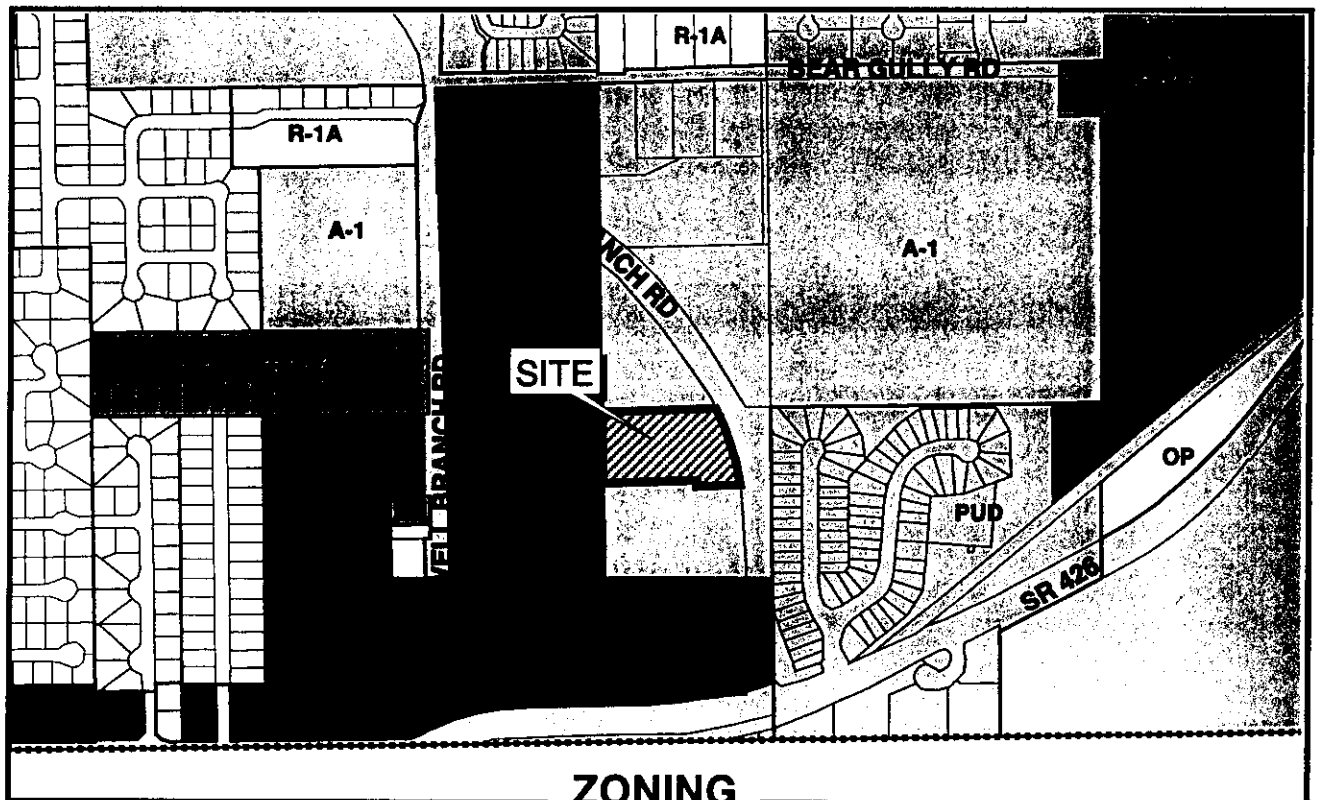 R-1A
BEAR GULLY RD
R-1A
A-1
A-1
NCH RD
SITE
BRANCH RD
OP
PUD
SR 426
ZONING